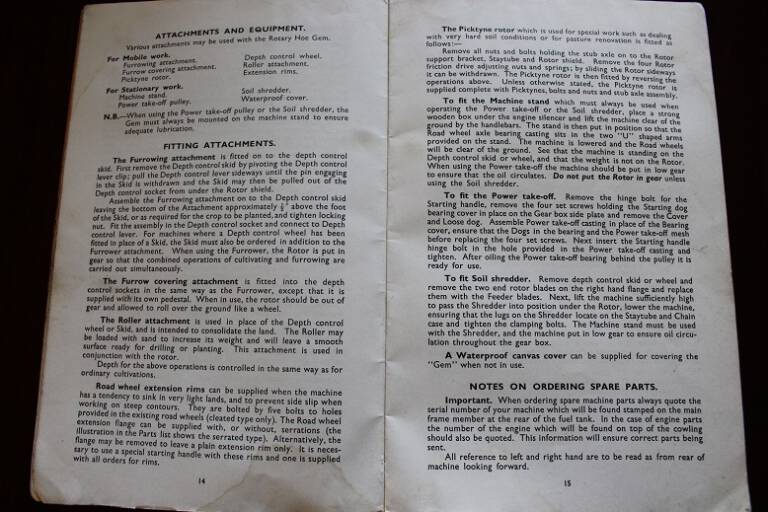 ATTACHMENTS AND EQUIPMENT.
Various attachments may be used with the Rotary Hoe Gem.
For Mobile work.
Furrowing attachment.
Furrow covering attachment.
Picktyne rotor.
Depth control wheel.
Roller attachment.
Extension rims.
For Stationary work.
Machine stand.
Power take-off pulley.
Soil shredder.
Waterproof cover.
N.B.—When using the Power take-off pulley or the Soil shredder, the
Gem must always be mounted on the machine stand to ensure
adequate lubrication.
FITTING ATTACHMENTS.
The Furrowing attachment is fitted on to the depth control
skid. First remove the Depth control skid by pivoting the Depth control
lever clip; pull the Depth control lever sideways until the pin engaging
in the Skid is withdrawn and the Skid may then be pulled out of the
Depth control socket from under the Rotor shield.
Assemble the Furrowing attachment on to the Depth control skid
leaving the bottom of the Attachment approximately ½" above the foot
of the Skid, or as required for the crop to be planted, and tighten locking
nut. Fit the assembly in the Depth control socket and connect to Depth
control lever. For machines where a Depth control wheel has been
fitted in place of a Skid, the Skid must also be ordered in addition to the
Furrower attachment. When using the Furrower, the Rotor is put in
gear so that the combined operations of cultivating and furrowing are
carried out simultaneously.
The Furrow covering attachment is fitted into the depth
control sockets in the same way as the Furrower, except that it is
supplied with its own pedestal. When in use, the rotor should be out of
gear and allowed to roll over the ground like a wheel.
The Roller attachment is used in place of the Depth control
wheel or Skid, and is intended to consolidate the land. The Roller may
be loaded with sand to increase its weight and will leave a smooth
surface ready for drilling or planting. This attachment is used in
conjunction with the rotor.
Depth for the above operations is controlled in the same way as for
ordinary cultivations.
Road wheel extension rims can be supplied when the machine
has a tendency to sink in very light lands, and to prevent side slip when
working on steep contours. They are bolted by five bolts to holes
provided in the existing road wheels (cleated type only). The Road wheel
extension flange can be supplied with, or without, serrations (the
illustration in the Parts list shows the serrated type). Alternatively, the
flange may be removed to leave a plain extension rim only. It is neces-
sary to use a special starting handle with these rims and one is supplied
with all orders for rims.
14
The Picktyne rotor which is used for special work such as dealing
with very hard soil conditions or for pasture renovation is fitted as
follows:—
Remove all nuts and bolts holding the stub axle on to the Rotor
support bracket, Staytube and Rotor shield. Remove the four Rotor
friction drive adjusting nuts and springs; by sliding the Rotor sideways
it can be withdrawn. The Picktyne rotor is then fitted by reversing the
operations above. Unless otherwise stated, the Picktyne rotor is
supplied complete with Picktynes, bolts and nuts and stub axle assembly.
To fit the Machine stand which must always be used when
operating the Power take-off or the Soil shredder, place a strong
wooden box under the engine silencer and lift the machine clear of the
ground by the handlebars. The stand is then put in position so that the
Road wheel axle bearing casting sits in the two "U" shaped arms
provided on the stand. The machine is lowered and the Road wheels
will be clear of the ground. See that the machine is standing on the
Depth control skid or wheel, and that the weight is not on the Rotor.
When using the Power take-off the machine should be put in low gear
to ensure that the oil circulates. Do not put the Rotor in gear unless
using the Soil shredder.
To fit the Power take-off. Remove the hinge bolt for the
Starting handle, remove the four set screws holding the Starting dog
bearing cover in place on the Gear box side plate and remove the Cover
and Loose dog. Assemble Power take-off casting in place of the Bearing
cover, ensure that the Dogs in the bearing and the Power take-off mesh
before replacing the four set screws. Next insert the Starting handle
hinge bolt in the hole provided in the Power take-off casting and
tighten. After oiling the Power take-off bearing behind the pulley it is
ready for use.
To fit Soil shredder. Remove depth control skid or wheel and
remove the two end rotor blades on the right hand flange and replace
them with the Feeder blades. Next, lift the machine sufficiently high
to pass the Shredder into position under the Rotor, lower the machine,
ensuring that the lugs on the Shredder locate on the Staytube and Chain
case and tighten the clamping bolts. The Machine stand must be used
with the Shredder, and the machine put in low gear to ensure oil circu-
lation throughout the gear box.
A Waterproof canvas cover can be supplied for covering the
"Gem" when not in use.
NOTES ON ORDERING SPARE PARTS.
Important. When ordering spare machine parts always quote the
serial number of your machine which will be found stamped on the main
frame member at the rear of the fuel tank. In the case of engine parts
the number of the engine which will be found on top of the cowling
should also be quoted. This information will ensure correct parts being
sent.
All reference to left and right hand are to be read as from rear of
machine looking forward.
15